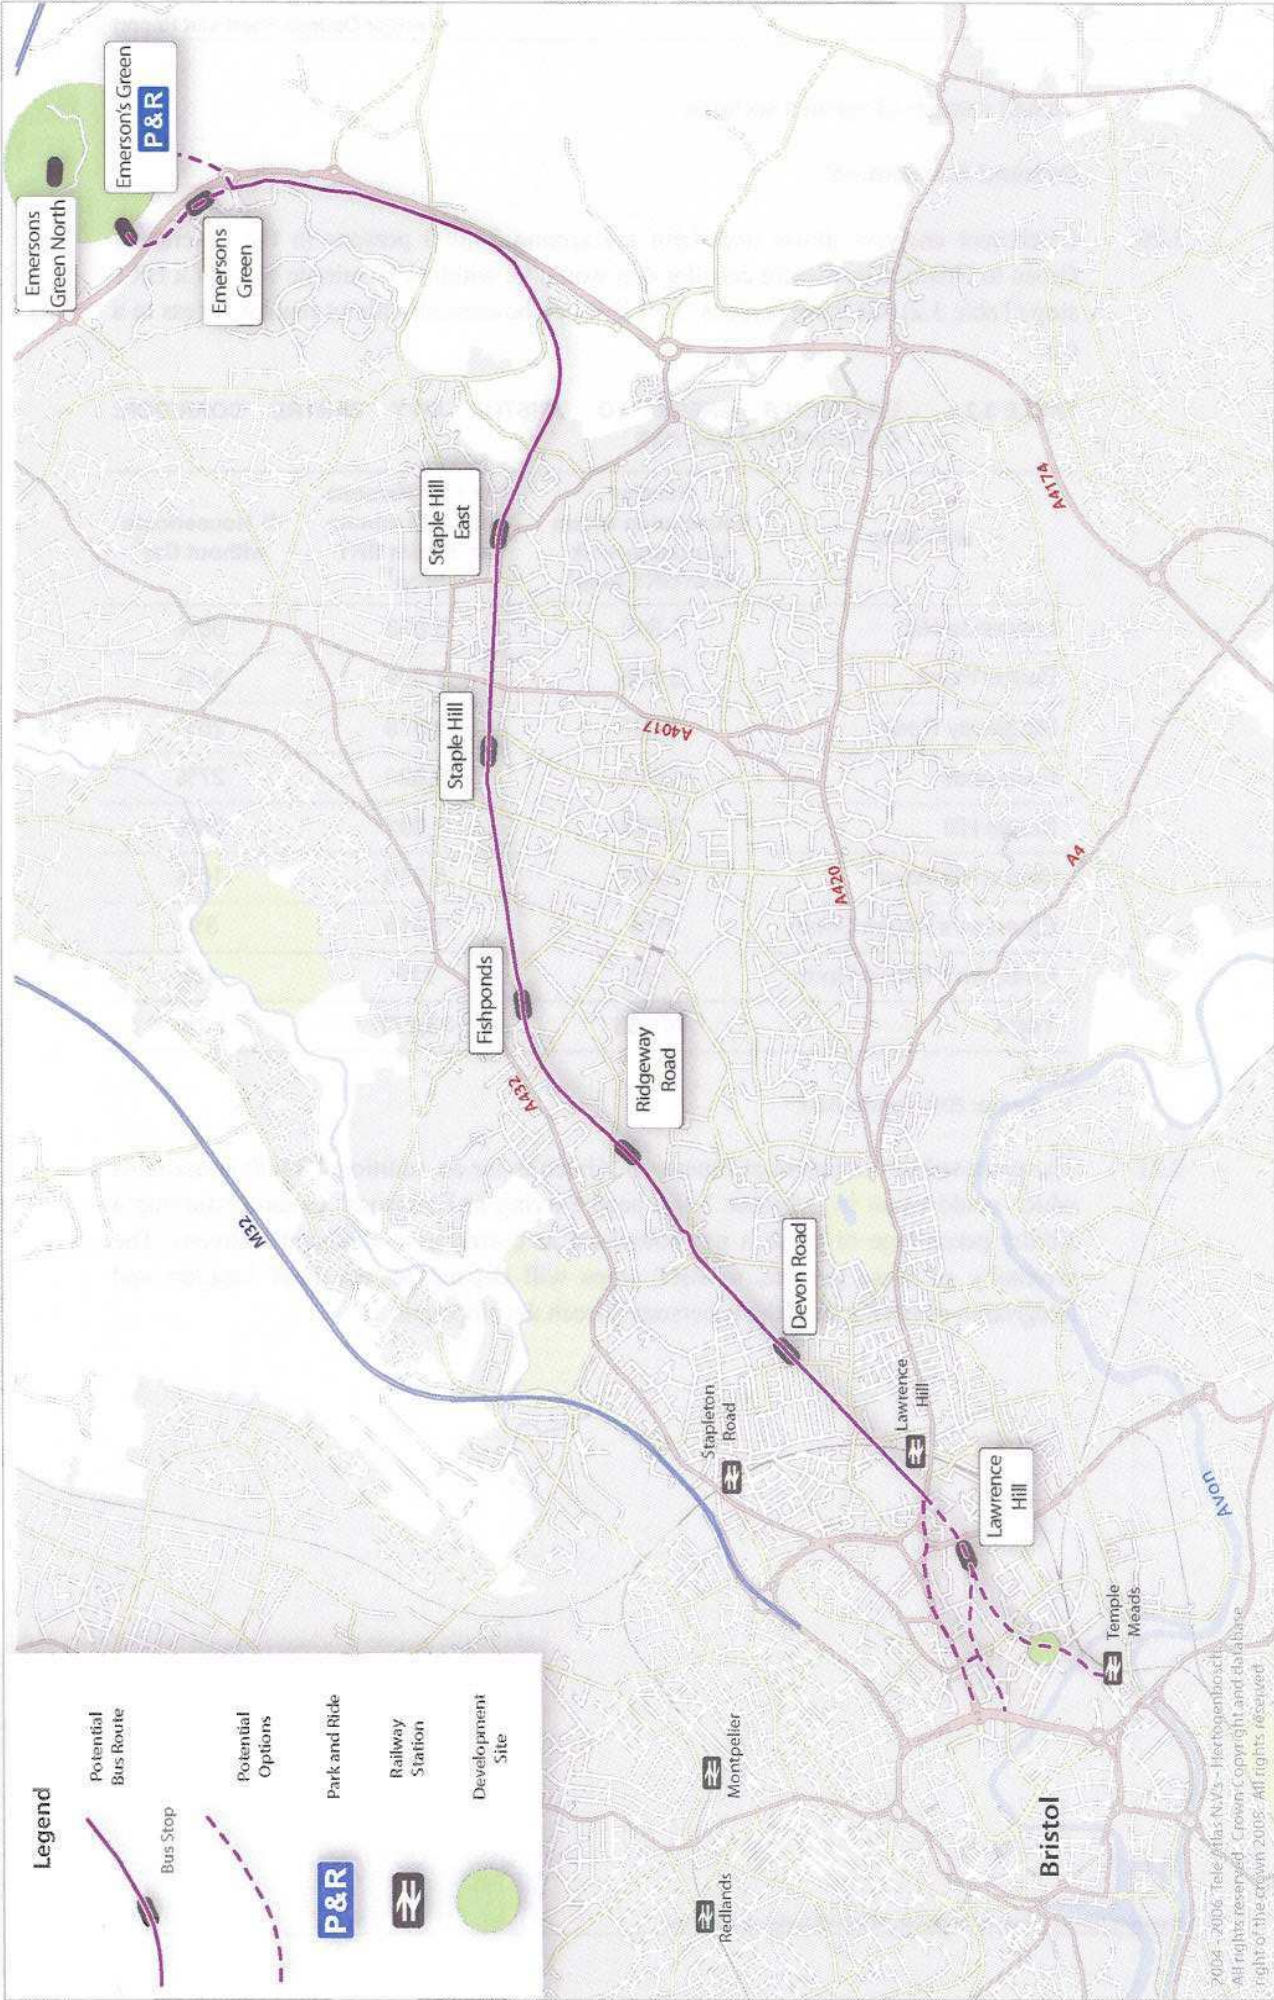 Legend
Potential
Bus Route
Bus Stop
Potential
Options
P&R
Park and Ride
Railway
Station
Development
Site
Emersons
Green North
Emerson's Green
P&R
Emersons
Green
Staple Hill
East
Staple Hill
Fishponds
Ridgeway
Road
Devon Road
Lawrence
Hill
Lawrence
Hill
Stapleton
Road
Temple
Meads
Montpelier
Redlands
Bristol
M32
A432
A4017
A420
A4
A4174
Avon
2004 - 2006 Tele Atlas N.V.'s - Hertogenbosch.
All rights reserved. Crown Copyright and database
right of the crown 2005. All rights reserved